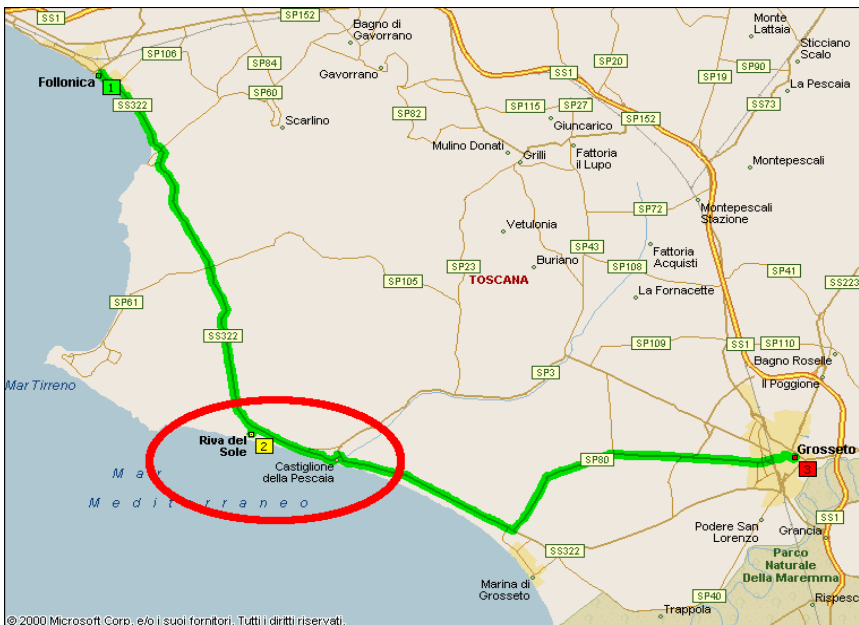 SS1
SP152
Bagno di
Gavorrano
SP106
SP84
Gavorrano
Follonica
1
SS322
SP60
Scarlino
SP82
SP115
SP27
Giuncarico
SP20
SS1
SP152
Monte
Lattaia
Sticciano
Scalo
SP19
SP90
La Pescaia
SS73
Mulino Donati
Grilli
Fattoria
il Lupo
Montepescali
SP72
Montepescali
Stazione
Vetulonia
SP43
Fattoria
Acquisti
Buriano
SP23
SP108
SP41
TOSCANA
SP105
La Fornacette
SS223
SP61
SS322
SP109
SS1
SP110
Bagno Roselle
Il Poggione
SP3
Mar Tirreno
Riva del
Sole
2
Castiglione
della Pescaia
Mar
Mediterraneo
SP80
Grosseto
3
Podere San
Lorenzo
SS1
Grancia
SS322
Parco
Naturale
Della Maremma
Marina di
Grosseto
SP40
Trappola
Rispesc
© 2000 Microsoft Corp. e/o i suoi fornitori. Tutti i diritti riservati.